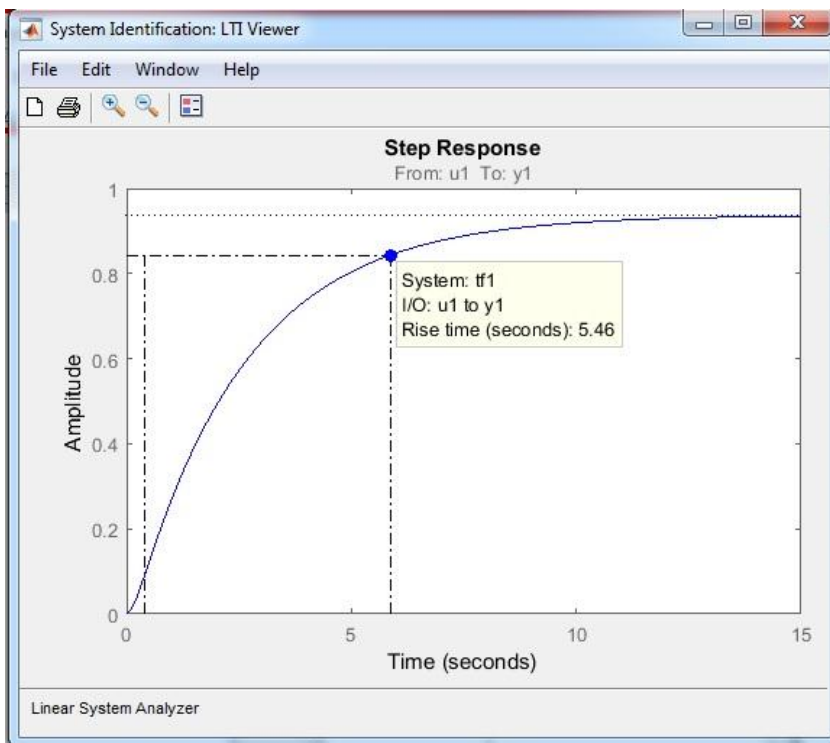 System Identification: LTI Viewer
File Edit Window Help
Step Response
From: u1 To: y1
1
0.8
0.6
0.4
0.2
0
Amplitude
System: tf1
I/O: u1 to y1
Rise time (seconds): 5.46
0 5 10 15
Time (seconds)
Linear System Analyzer